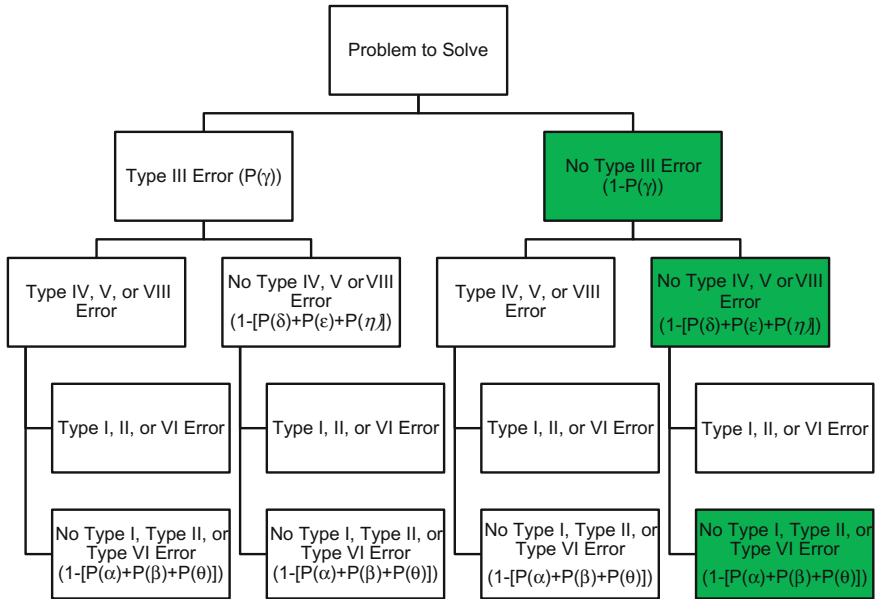 Problem to Solve
Type III Error (P(γ))
No Type III Error
(1-P(γ))
Type IV, V, or VIII
Error
No Type IV, V or VIII
Error
(1-[P(δ)+P(ε)+P(η)])
Type IV, V, or VIII
Error
No Type IV, V or VIII
Error
(1-[P(δ)+P(ε)+P(η)])
Type I, II, or VI Error
Type I, II, or VI Error
Type I, II, or VI Error
Type I, II, or VI Error
No Type I, Type II, or
Type VI Error
(1-[P(α)+P(β)+P(θ)])
No Type I, Type II, or
Type VI Error
(1-[P(α)+P(β)+P(θ)])
No Type I, Type II, or
Type VI Error
(1-[P(α)+P(β)+P(θ)])
No Type I, Type II, or
Type VI Error
(1-[P(α)+P(β)+P(θ)])